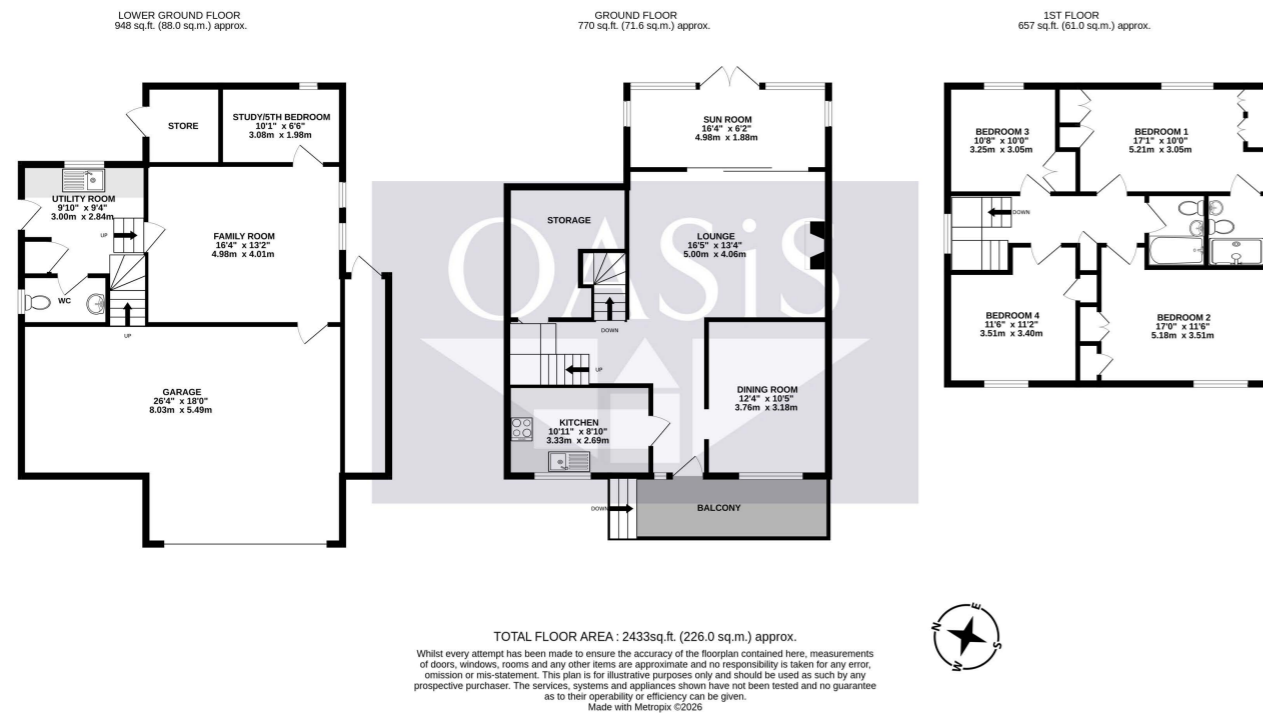 LOWER GROUND FLOOR
948 sq.ft. (88.0 sq.m.) approx.
STORE
STUDY/5TH BEDROOM
10'1" x 6'6"
3.08m x 1.98m
UTILITY ROOM
9'10" x 9'4"
3.00m x 2.84m
UP
FAMILY ROOM
16'4" x 13'2"
4.98m x 4.01m
WC
UP
GARAGE
26'4" x 18'0"
8.03m x 5.49m
GROUND FLOOR
770 sq.ft. (71.6 sq.m.) approx.
SUN ROOM
16'4" x 6'2"
4.98m x 1.88m
STORAGE
LOUNGE
16'5" x 13'4"
5.00m x 4.06m
OASiS
DOWN
UP
DINING ROOM
12'4" x 10'5"
3.76m x 3.18m
KITCHEN
10'11" x 8'10"
3.33m x 2.69m
DOWN
BALCONY
1ST FLOOR
657 sq.ft. (61.0 sq.m.) approx.
BEDROOM 3
10'8" x 10'0"
3.25m x 3.05m
BEDROOM 1
17'1" x 10'0"
5.21m x 3.05m
DOWN
BEDROOM 4
11'6" x 11'2"
3.51m x 3.40m
BEDROOM 2
17'0" x 11'6"
5.18m x 3.51m
N
E
S
W
TOTAL FLOOR AREA : 2433sq.ft. (226.0 sq.m.) approx.
Whilst every attempt has been made to ensure the accuracy of the floorplan contained here, measurements
of doors, windows, rooms and any other items are approximate and no responsibility is taken for any error,
omission or mis-statement. This plan is for illustrative purposes only and should be used as such by any
prospective purchaser. The services, systems and appliances shown have not been tested and no guarantee
as to their operability or efficiency can be given.
Made with Metropix ©2026